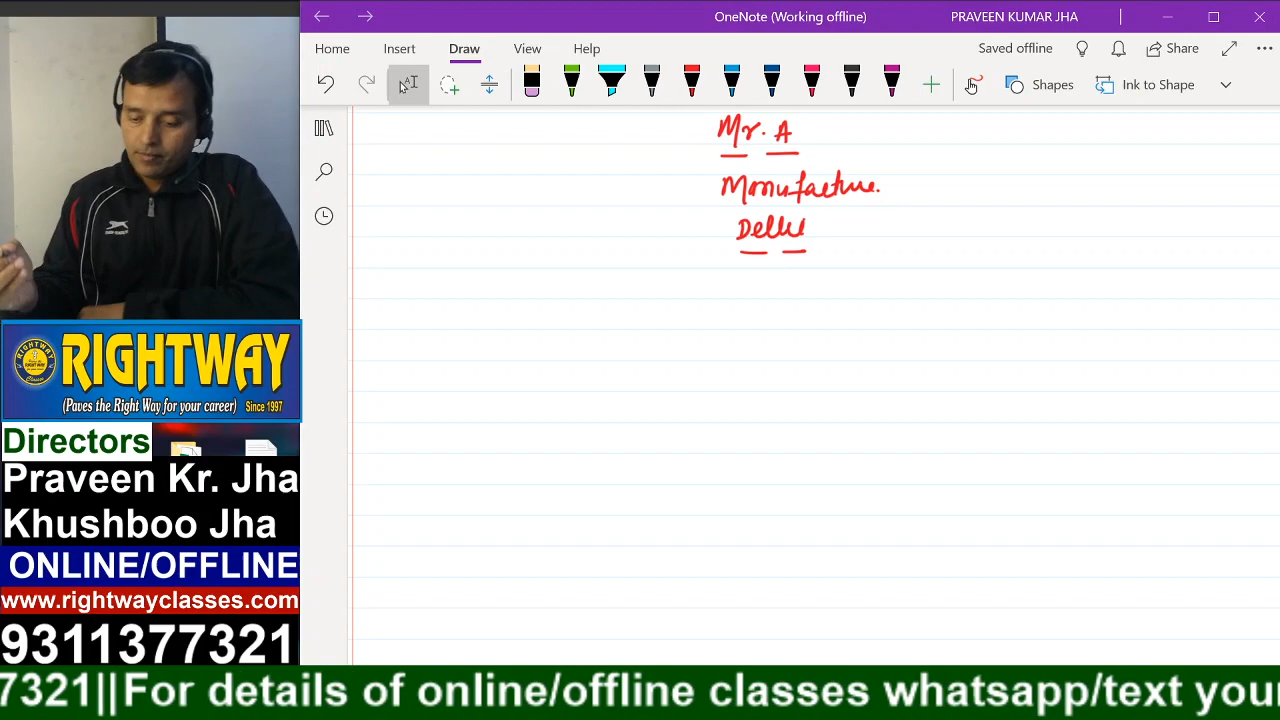 OneNote (Working offline)
PRAVEEN KUMAR JHA
Home Insert Draw View Help
Saved offline
Share
Shapes
Ink to Shape
Mr. A
Manufacture.
Delhi
RIGHTWAY
(Paves the Right Way for your career) Since 1997
Directors
Praveen Kr. Jha
Khushboo Jha
ONLINE/OFFLINE
www.rightwayclasses.com
9311377321
7321||For details of online/offline classes whatsapp/text your